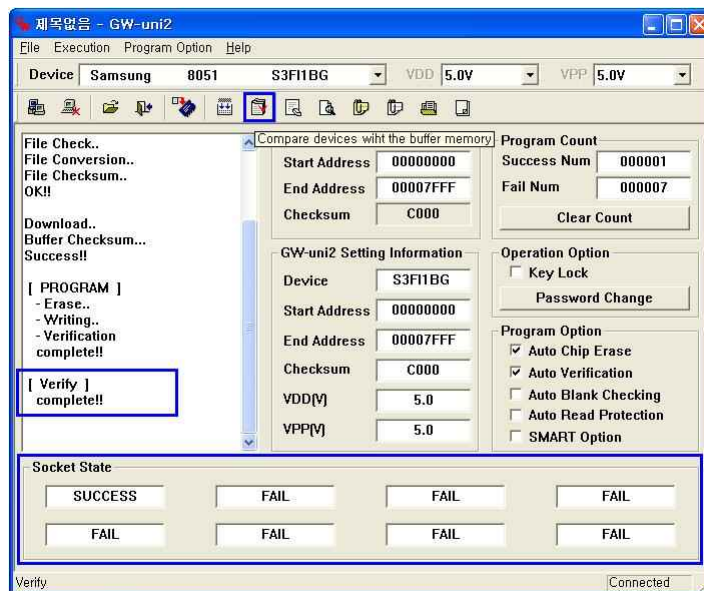 제목없음 - GW-uni2
File Execution Program Option Help
Device Samsung 8051 S3FI1BG VDD 5.0V VPP 5.0V
Compare devices wiht the buffer memory
File Check..
File Conversion..
File Checksum..
OK!!
Download..
Buffer Checksum...
Success!!
[ PROGRAM ]
- Erase..
- Writing..
- Verification
complete!!
[ Verify ]
complete!!
Start Address 00000000
End Address 00007FFF
Checksum C000
GW-uni2 Setting Information
Device S3FI1BG
Start Address 00000000
End Address 00007FFF
Checksum C000
VDD(V) 5.0
VPP(V) 5.0
Program Count
Success Num 000001
Fail Num 000007
Clear Count
Operation Option
Key Lock
Password Change
Program Option
Auto Chip Erase
Auto Verification
Auto Blank Checking
Auto Read Protection
SMART Option
Socket State
SUCCESS FAIL FAIL FAIL
FAIL FAIL FAIL FAIL
Verify Connected